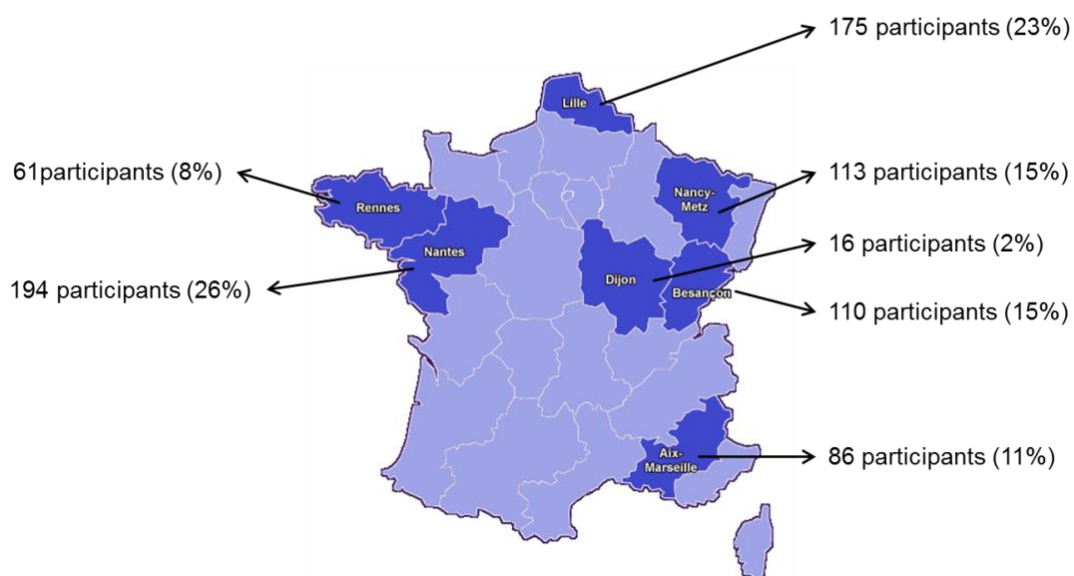 175 participants (23%)
Lille
61participants (8%)
113 participants (15%)
Nancy-
Metz
Rennes
Nantes
16 participants (2%)
Dijon
194 participants (26%)
Besançon
110 participants (15%)
Aix-
Marseille
86 participants (11%)